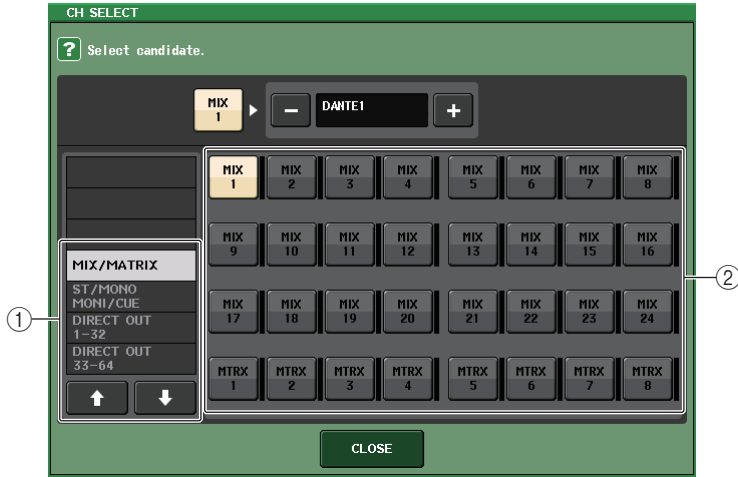 CH SELECT
? Select candidate.
MIX 1
−
DANTE1
+
MIX 1 MIX 2 MIX 3 MIX 4 MIX 5 MIX 6 MIX 7 MIX 8
MIX 9 MIX 10 MIX 11 MIX 12 MIX 13 MIX 14 MIX 15 MIX 16
MIX/MATRIX
ST/MONO
MONI/CUE
DIRECT OUT
1-32
DIRECT OUT
33-64
1
2
MIX 17 MIX 18 MIX 19 MIX 20 MIX 21 MIX 22 MIX 23 MIX 24
MTRX 1 MTRX 2 MTRX 3 MTRX 4 MTRX 5 MTRX 6 MTRX 7 MTRX 8
CLOSE